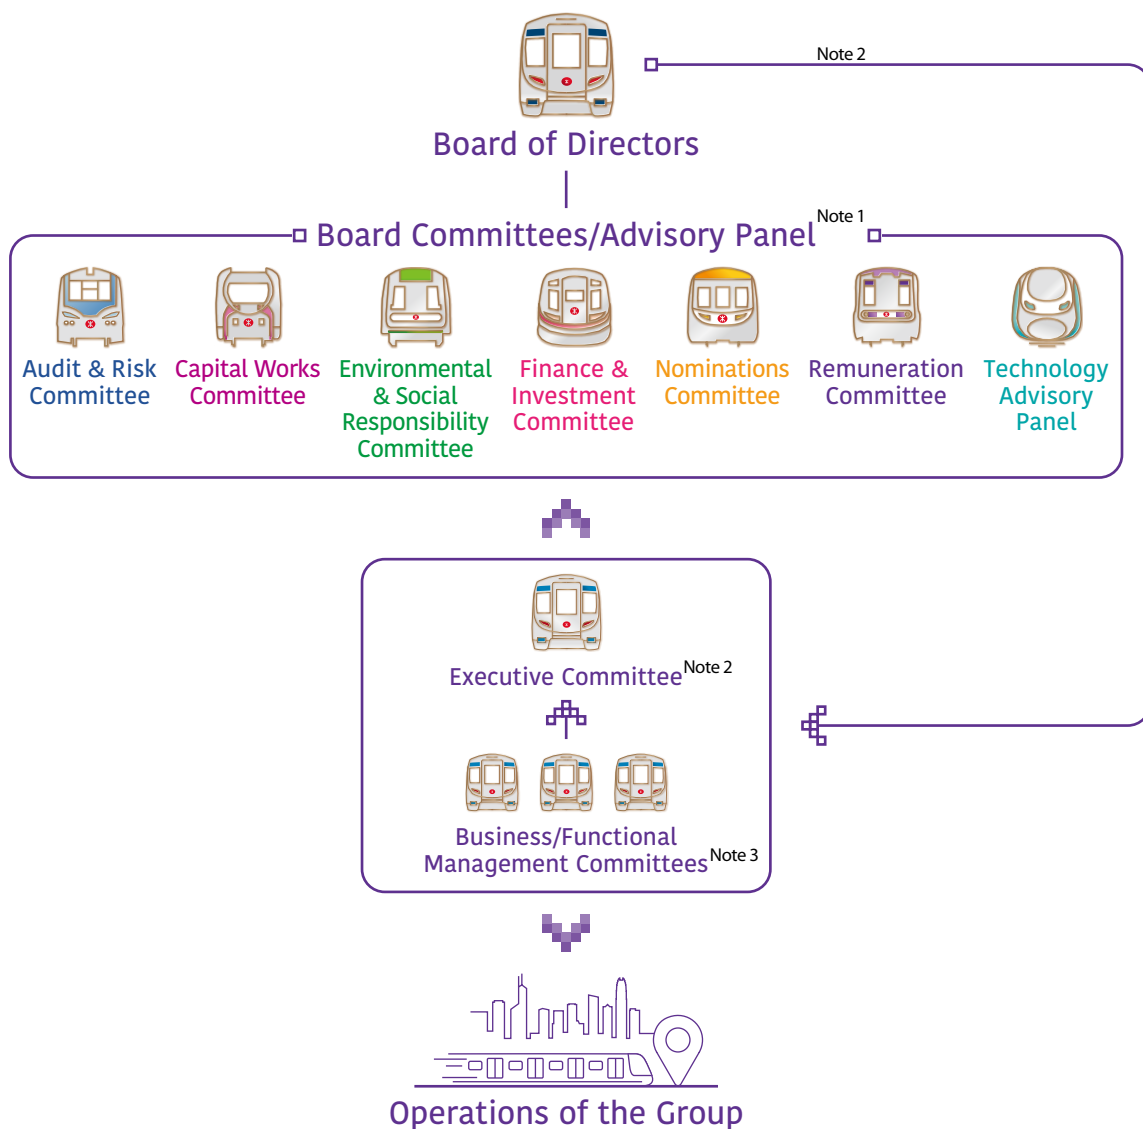 Note 2
Board of Directors
Board Committees/Advisory Panel Note 1
Audit & Risk
Committee
Capital Works
Committee
Environmental
& Social
Responsibility
Committee
Finance &
Investment
Committee
Nominations
Committee
Remuneration
Committee
Technology
Advisory
Panel
Executive Committee Note 2
Business/Functional
Management Committees Note 3
Operations of the Group